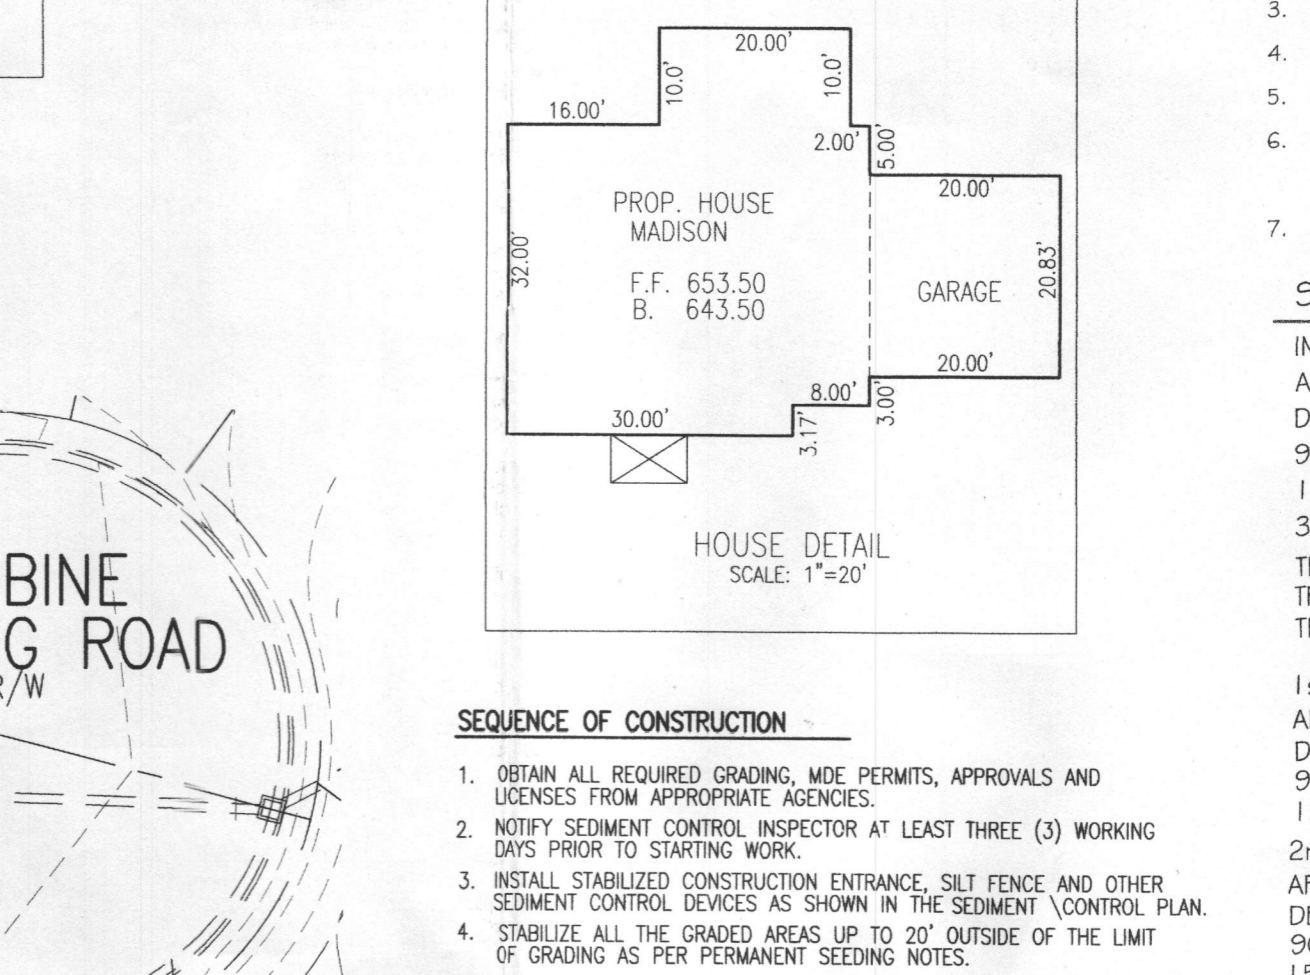 20.00'
10.0'
10.0'
16.00'
2.00'
5.00'
20.00'
PROP. HOUSE
MADISON
32.00'
F.F. 653.50
B. 643.50
GARAGE
20.83'
20.00'
8.00'
3.00'
30.00'
3.17'
HOUSE DETAIL
SCALE: 1"=20'
BINE
G ROAD
R/W
SEQUENCE OF CONSTRUCTION
1. OBTAIN ALL REQUIRED GRADING, MDE PERMITS, APPROVALS AND
LICENSES FROM APPROPRIATE AGENCIES.
2. NOTIFY SEDIMENT CONTROL INSPECTOR AT LEAST THREE (3) WORKING
DAYS PRIOR TO STARTING WORK.
3. INSTALL STABILIZED CONSTRUCTION ENTRANCE, SILT FENCE AND OTHER
SEDIMENT CONTROL DEVICES AS SHOWN IN THE SEDIMENT \CONTROL PLAN.
4. STABILIZE ALL THE GRADED AREAS UP TO 20' OUTSIDE OF THE LIMIT
OF GRADING AS PER PERMANENT SEEDING NOTES.
3.
4.
5.
6.
7.